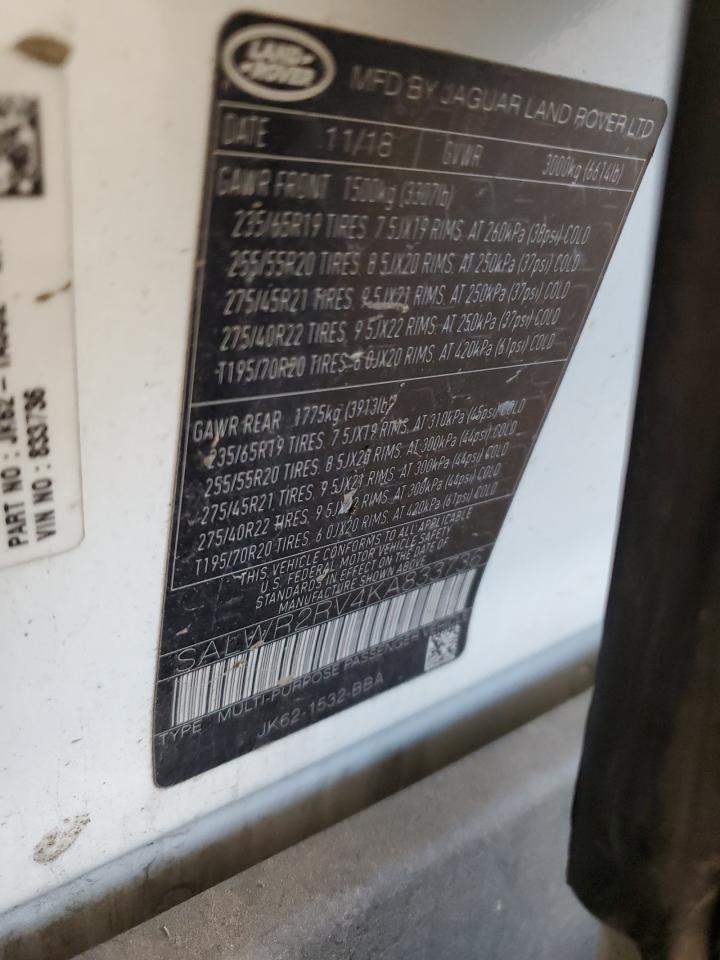 LAND ROVER
MFD BY JAGUAR LAND ROVER LTD
DATE 11/18 GVWR 3000kg (6614lb)
GAWR FRONT 1500kg (3307lb)
235/65R19 TIRES, 7.5JX19 RIMS, AT 260kPa (38psi) COLD
255/55R20 TIRES, 8.5JX20 RIMS, AT 250kPa (37psi) COLD
275/45R21 TIRES, 9.5JX21 RIMS, AT 250kPa (37psi) COLD
275/40R22 TIRES, 9.5JX22 RIMS, AT 250kPa (37psi) COLD
T195/70R20 TIRES, 6.0JX20 RIMS, AT 420kPa (61psi) COLD
GAWR REAR 1775kg (3913lb)
235/65R19 TIRES, 7.5JX19 RIMS, AT 310kPa (45psi) COLD
255/55R20 TIRES, 8.5JX20 RIMS, AT 300kPa (44psi) COLD
275/45R21 TIRES, 9.5JX21 RIMS, AT 300kPa (44psi) COLD
275/40R22 TIRES, RIMS, AT 300kPa (44psi) COLD
T195/70R20 TIRES, 6.0JX20 RIMS, AT 420kPa (61psi) COLD
THIS VEHICLE CONFORMS TO ALL APPLICABLE
U.S. FEDERAL MOTOR VEHICLE SAFETY
STANDARDS IN EFFECT ON THE DATE OF
MANUFACTURE SHOWN ABOVE
SALWR2RV4KA833736
TYPE: MULTI-PURPOSE PASSENGER
JK62-1532-BBA
PART NO : JK62 -
VIN NO : 833736